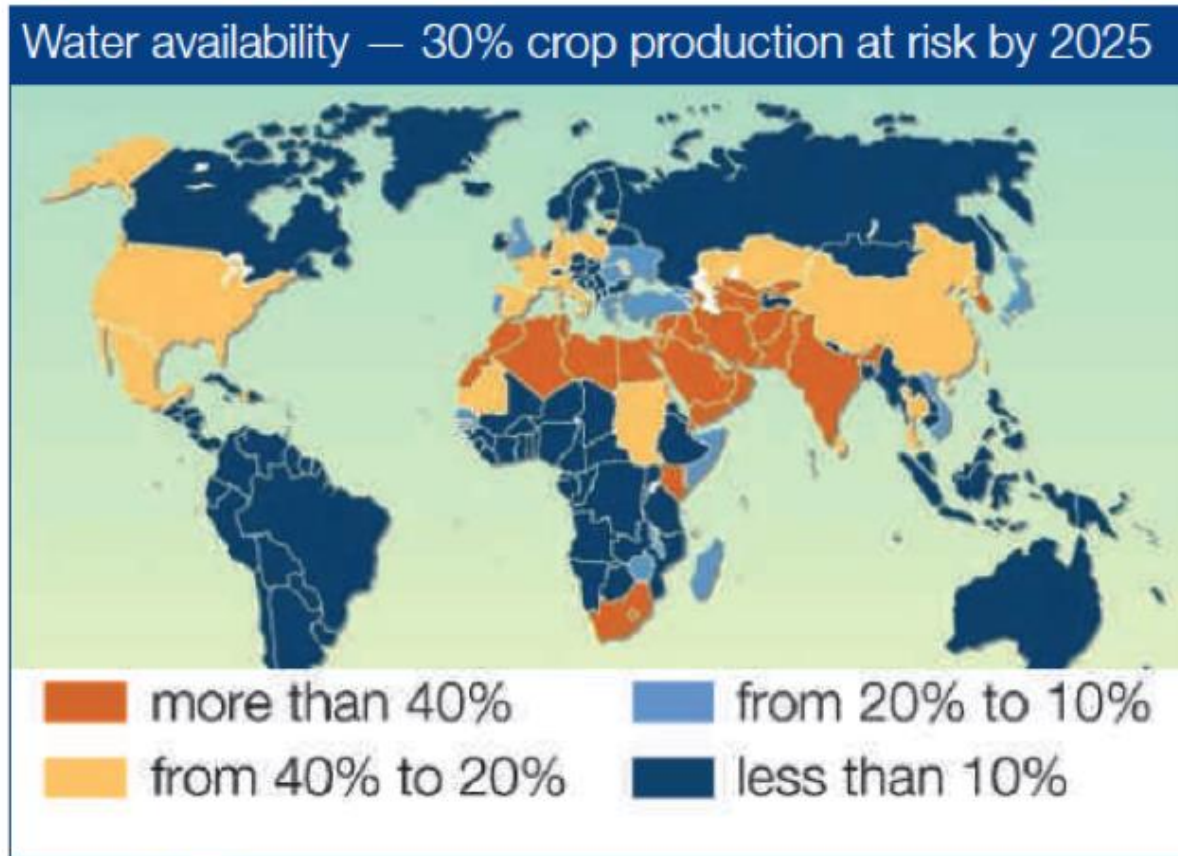 Water availability — 30% crop production at risk by 2025
more than 40%
from 20% to 10%
from 40% to 20%
less than 10%